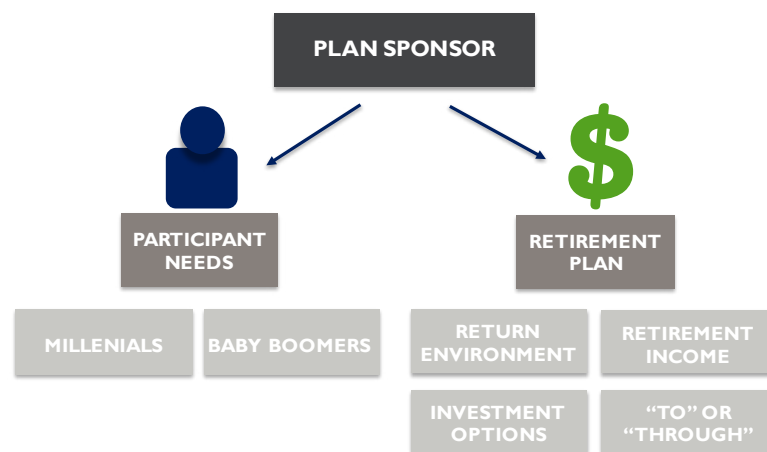 PLAN SPONSOR
$
PARTICIPANT
NEEDS
RETIREMENT
PLAN
MILLENIALS
BABY BOOMERS
RETURN
ENVIRONMENT
RETIREMENT
INCOME
INVESTMENT
OPTIONS
“TO” OR
“THROUGH”